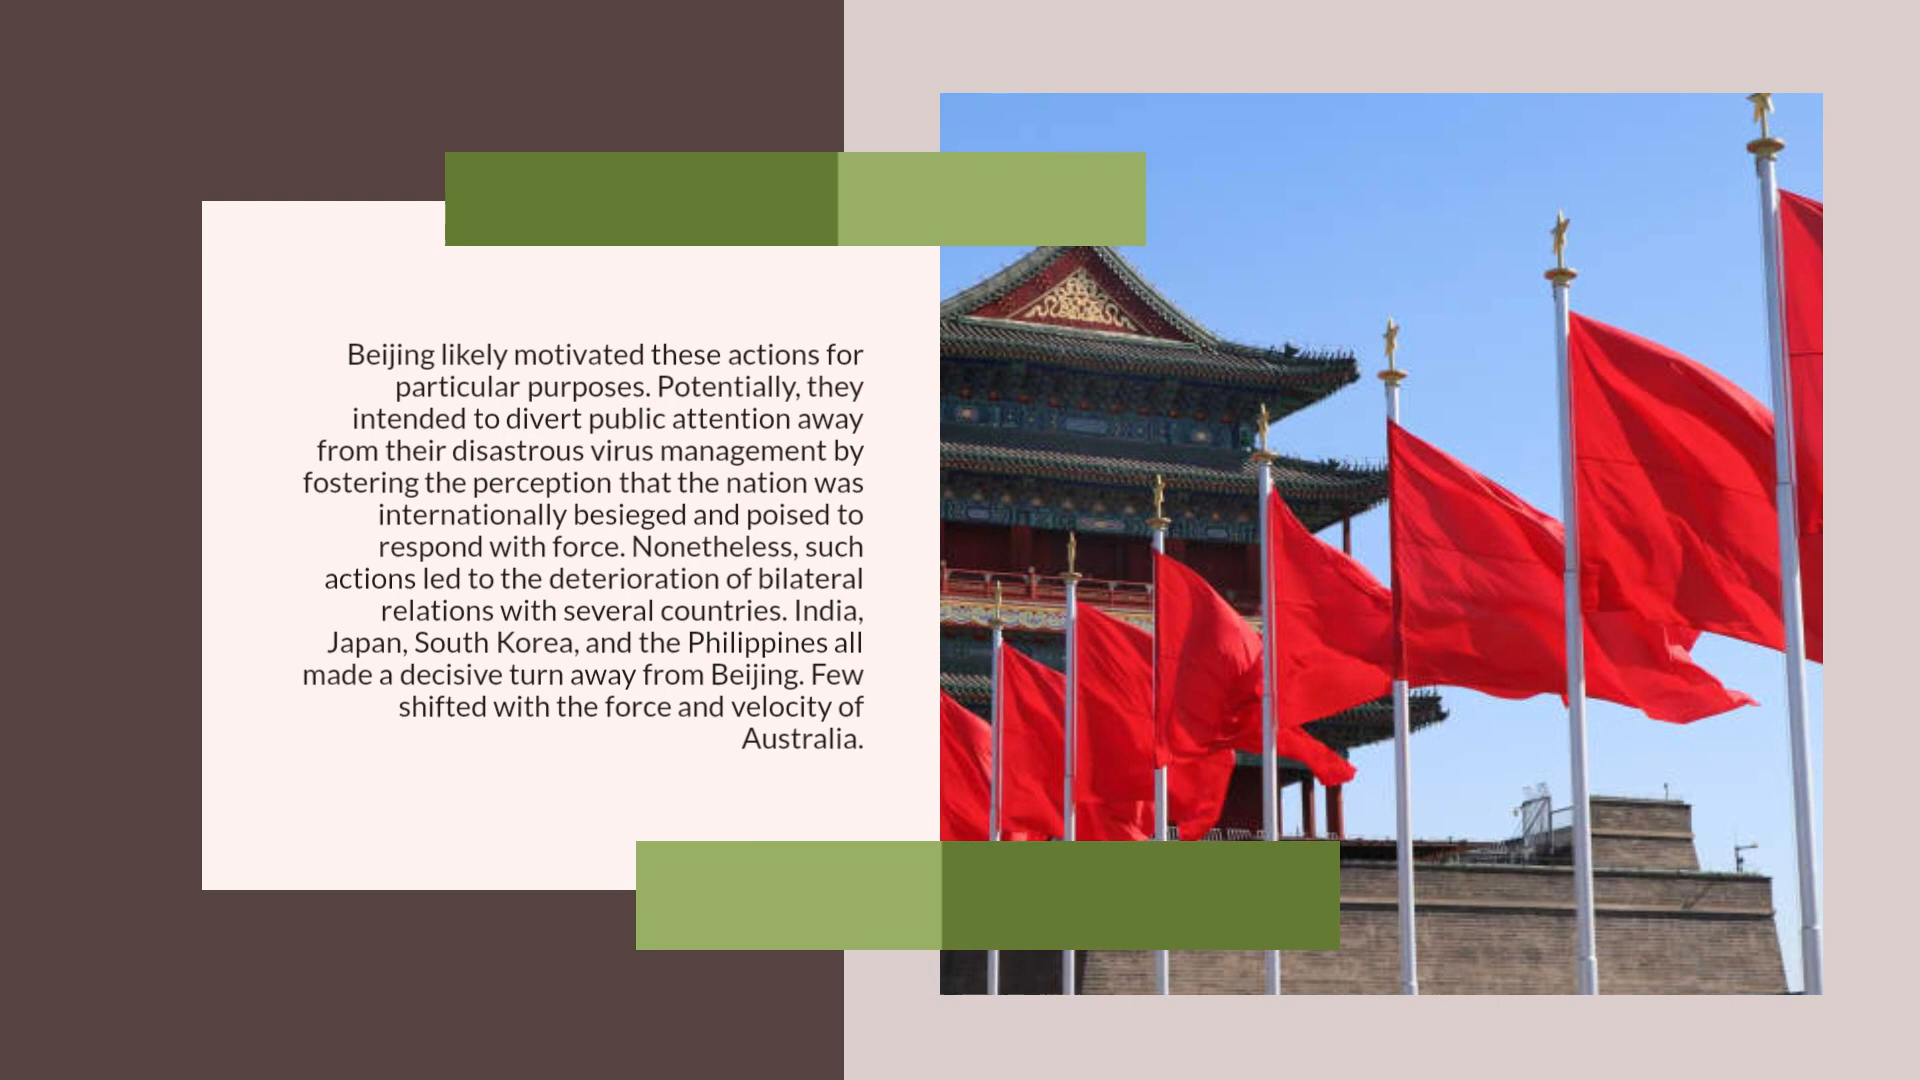 Beijing likely motivated these actions for
particular purposes. Potentially, they
intended to divert public attention away
from their disastrous virus management by
fostering the perception that the nation was
internationally besieged and poised to
respond with force. Nonetheless, such
actions led to the deterioration of bilateral
relations with several countries. India,
Japan, South Korea, and the Philippines all
made a decisive turn away from Beijing. Few
shifted with the force and velocity of
Australia.